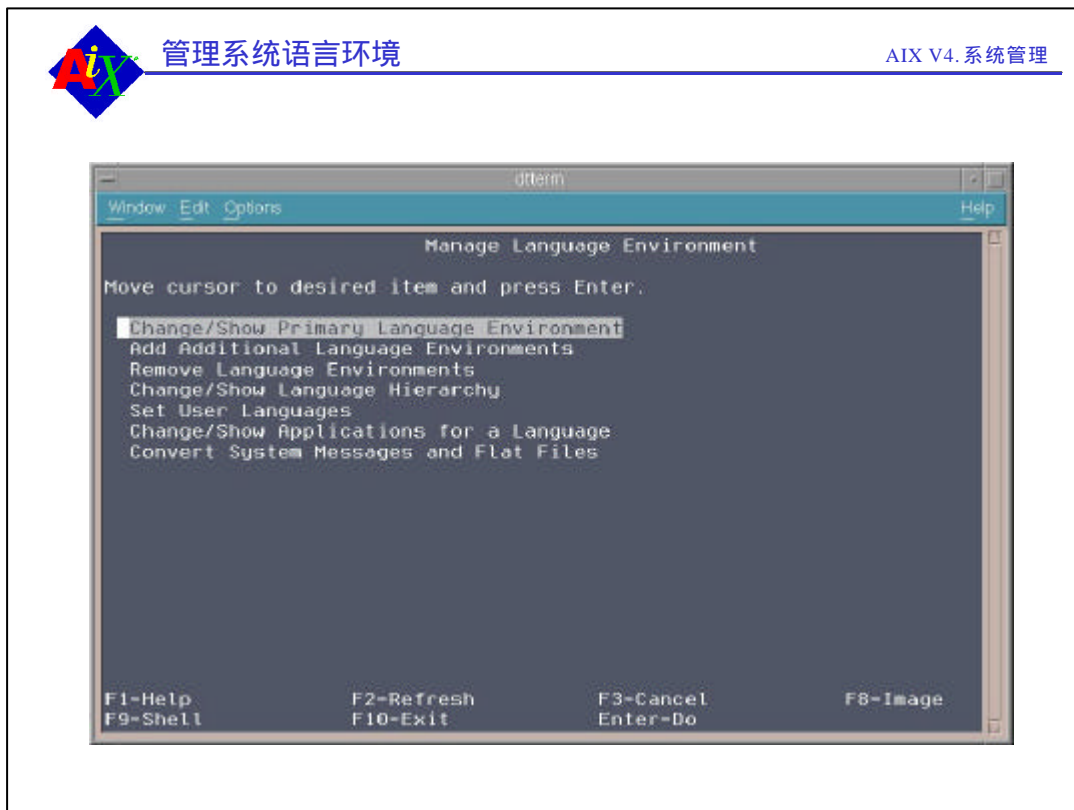 AiX
管理系统语言环境
AIX V4.系统管理
dtterm
Window Edit Options Help
Manage Language Environment
Move cursor to desired item and press Enter.
Change/Show Primary Language Environment
Add Additional Language Environments
Remove Language Environments
Change/Show Language Hierarchy
Set User Languages
Change/Show Applications for a Language
Convert System Messages and Flat Files
F1=Help F2=Refresh F3=Cancel F8=Image
F9=Shell F10=Exit Enter=Do